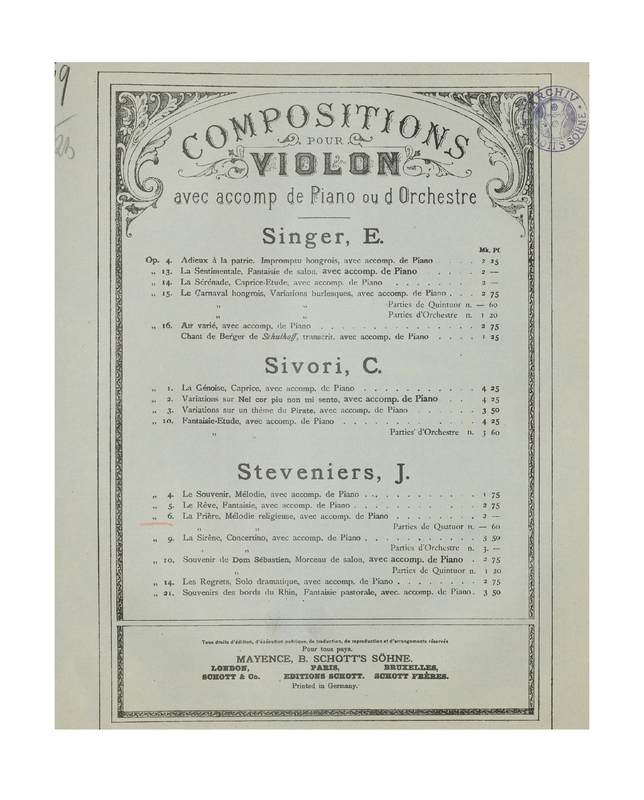 9
ARCHIV
COMPOSITIONS
POUR
VIOLON
avec accomp de Piano ou d Orchestre
Singer, E.
Mk. Pf.
Op. 4. Adieux à la patrie. Impromptu hongrois, avec accomp. de Piano . . . . 2 25
„ 13. La Sentimentale, Fantaisie de salon, avec accomp. de Piano . . . . 2 —
„ 14. La Sérénade, Caprice-Etude, avec accomp. de Piano . . . . . . 2 —
„ 15. Le Carnaval hongrois, Variations burlesques, avec accomp. de Piano . . . 2 75
„ „ Parties de Quintuor n. — 60
„ „ Parties d'Orchestre n. 1 20
„ 16. Air varié, avec accomp. de Piano . . . . . . . . . . . . . 2 75
Chant de Berger de Schulhoff, transcrit. avec accomp. de Piano . . . . 1 25
Sivori, C.
„ 1. La Génoise, Caprice, avec accomp. de Piano . . . . . . . . . . 4 25
„ 2. Variations sur Nel cor piu non mi sento, avec accomp. de Piano . . . 4 25
„ 3. Variations sur un thême du Pirate, avec accomp. de Piano . . . . . 3 50
„ 10. Fantaisie-Etude, avec accomp. de Piano . . . . . . . . . . . 4 25
„ Parties d'Orchestre n. 3 60
Steveniers, J.
„ 4. Le Souvenir, Mélodie, avec accomp. de Piano . . . . . . . . . . 1 75
„ 5. Le Rêve, Fantaisie, avec accomp. de Piano . . . . . . . . . . 2 75
„ 6. La Prière, Mélodie religieuse, avec accomp. de Piano . . . . . . . 2 —
„ „ Parties de Quatuor n. — 60
„ 9. La Sirène, Concertino, avec accomp. de Piano . . . . . . . . . 3 50
„ „ Parties d'Orchestre n. 3. —
„ 10. Souvenir de Dom Sébastien, Morceau de salon, avec accomp. de Piano . 2 75
„ Parties de Quintuor n. 1 20
„ 14. Les Regrets, Solo dramatique, avec accomp. de Piano . . . . . . . 2 75
„ 21. Souvenirs des bords du Rhin, Fantaisie pastorale, avec. accomp. de Piano. 3 50
Tous droits d'édition, d'exécution publique, de traduction, de reproduction et d'arrangements réservés
Pour tous pays.
MAYENCE, B. SCHOTT'S SÖHNE.
LONDON, PARIS, BRUXELLES,
SCHOTT & Co. EDITIONS SCHOTT. SCHOTT FRÈRES.
Printed in Germany.